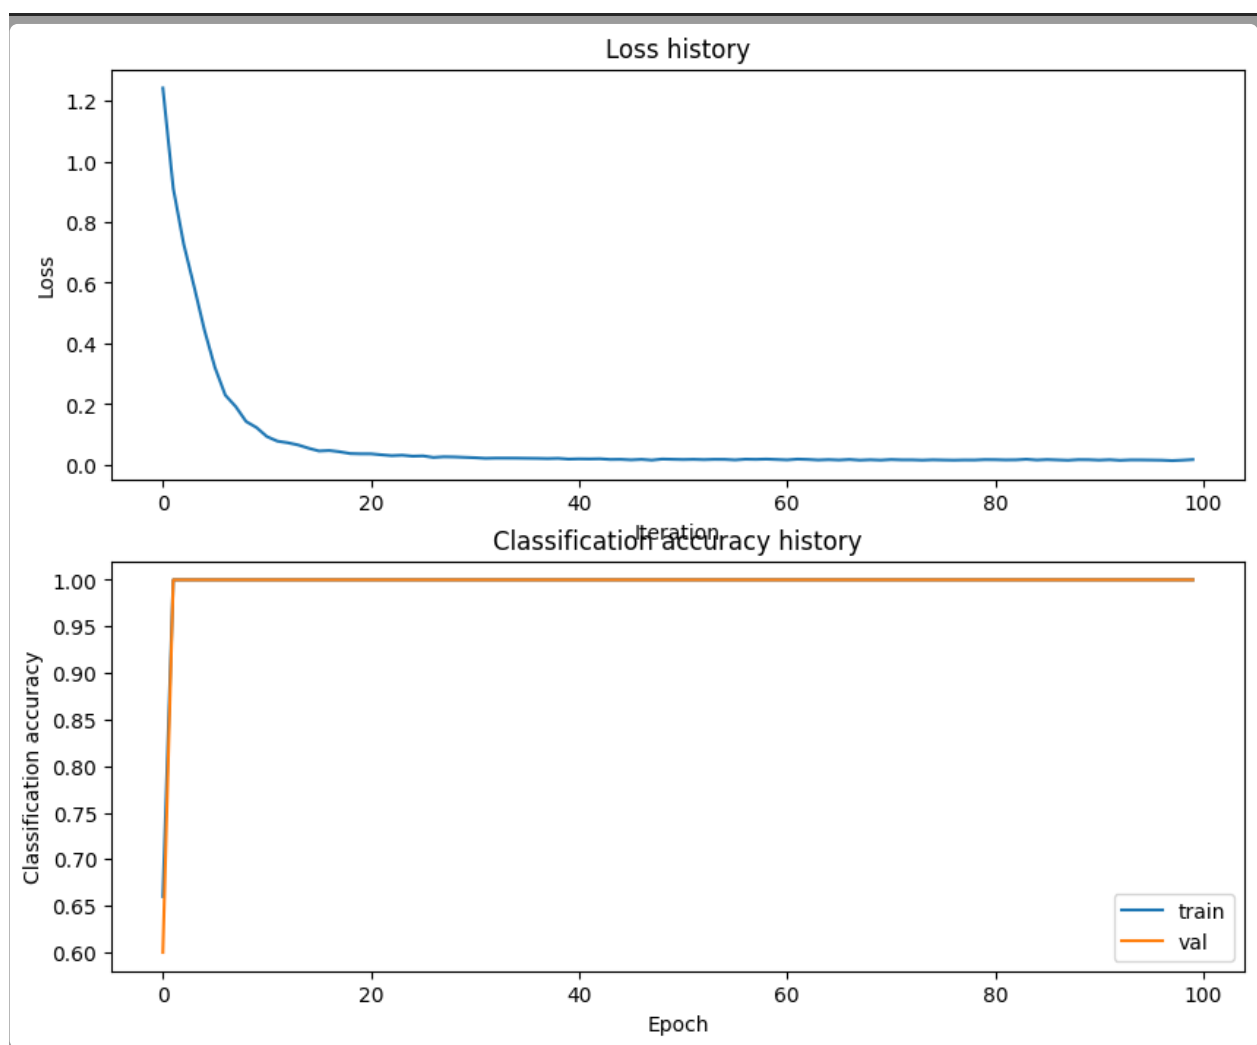 Loss history
Loss
1.2
1.0
0.8
0.6
0.4
0.2
0.0
0 20 40 60 80 100
Iteration
Classification accuracy history
Classification accuracy
1.00
0.95
0.90
0.85
0.80
0.75
0.70
0.65
0.60
train
val
0 20 40 60 80 100
Epoch